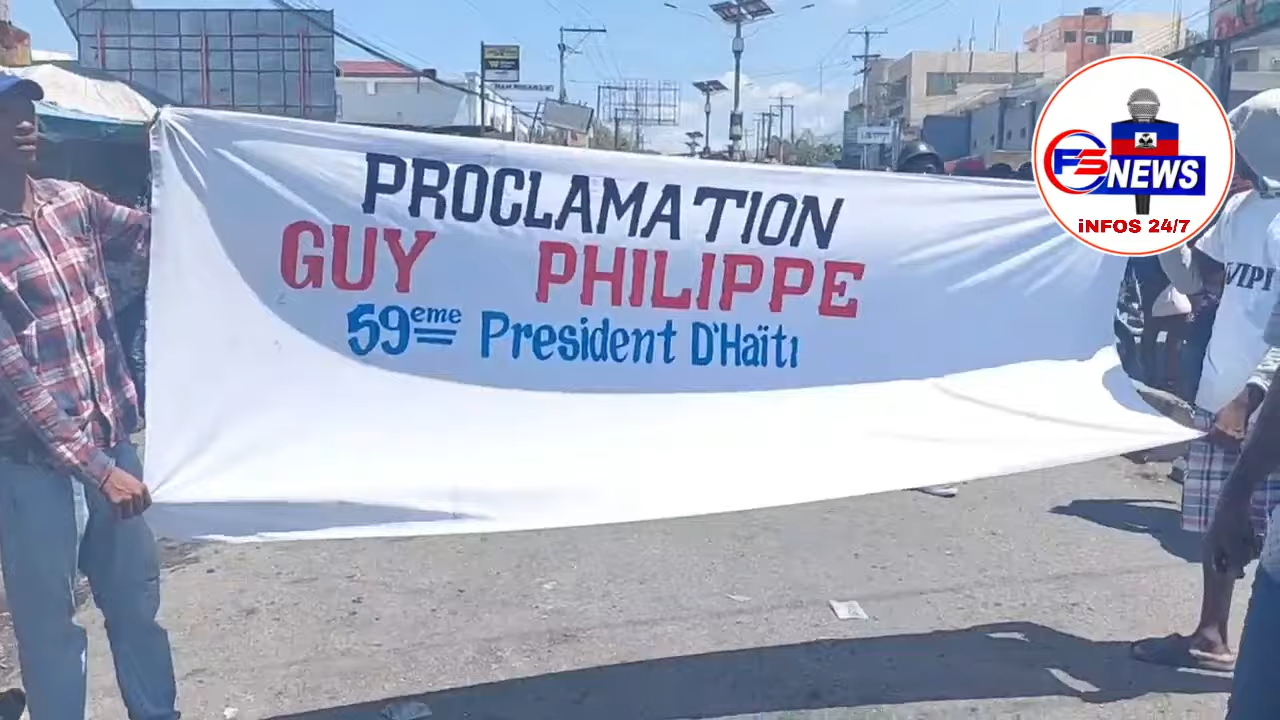 PROCLAMATION
GUY PHILIPPE
59eme President D'Haïti
FS NEWS
iNFOS 24/7